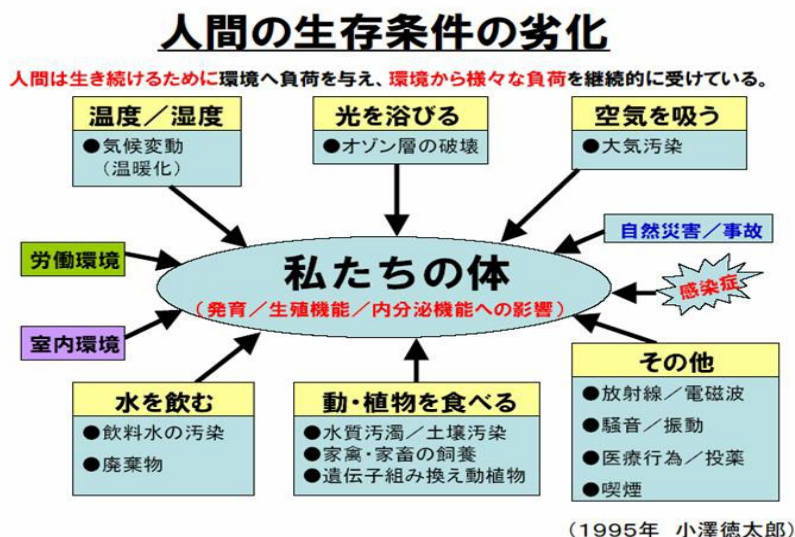 人間の生存条件の劣化
人間は生き続けるために環境へ負荷を与え、環境から様々な負荷を継続的に受けている。
温度／湿度
●気候変動
（温暖化）
光を浴びる
●オゾン層の破壊
空気を吸う
●大気汚染
自然災害／事故
労働環境
私たちの体
（発育／生殖機能／内分泌機能への影響）
感染症
室内環境
水を飲む
●飲料水の汚染
●廃棄物
動・植物を食べる
●水質汚濁／土壌汚染
●家禽・家畜の飼養
●遺伝子組み換え動植物
その他
●放射線／電磁波
●騒音／振動
●医療行為／投薬
●喫煙
（1995年　小澤徳太郎）